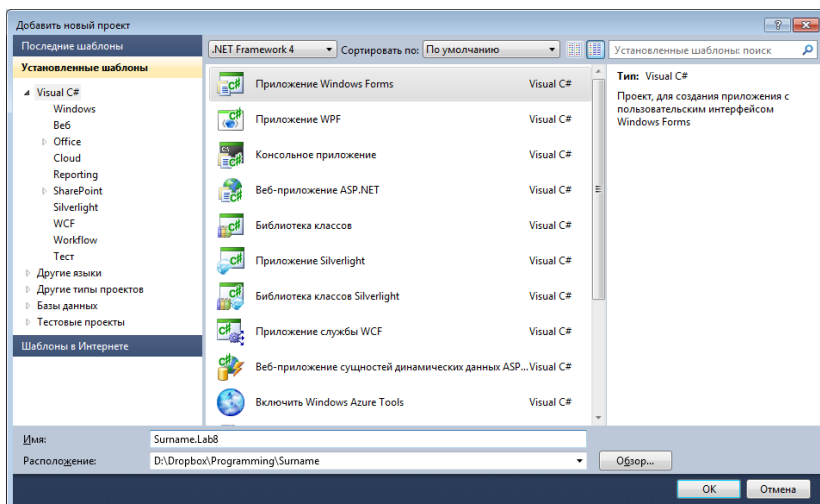 Добавить новый проект
Последние шаблоны
.NET Framework 4 Сортировать по: По умолчанию Установленные шаблоны: поиск
Установленные шаблоны
Visual C#
Windows
Веб
Office
Cloud
Reporting
SharePoint
Silverlight
WCF
Workflow
Тест
Другие языки
Другие типы проектов
Базы данных
Тестовые проекты
Шаблоны в Интернете
Приложение Windows Forms Visual C#
Приложение WPF Visual C#
Консольное приложение Visual C#
Веб-приложение ASP.NET Visual C#
Библиотека классов Visual C#
Приложение Silverlight Visual C#
Библиотека классов Silverlight Visual C#
Приложение службы WCF Visual C#
Веб-приложение сущностей динамических данных ASP... Visual C#
Включить Windows Azure Tools Visual C#
Тип: Visual C#
Проект, для создания приложения с
пользовательским интерфейсом
Windows Forms
Имя: Surname.Lab8
Расположение: D:\Dropbox\Programming\Surname Обзор...
OK Отмена